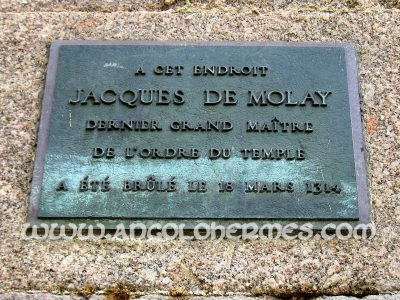 A CET ENDROIT
JACQUES DE MOLAY
DERNIER GRAND MAÎTRE
DE L'ORDRE DU TEMPLE
A ÉTÉ BRÛLÉ LE 18 MARS 1314
www.angolohermes.com